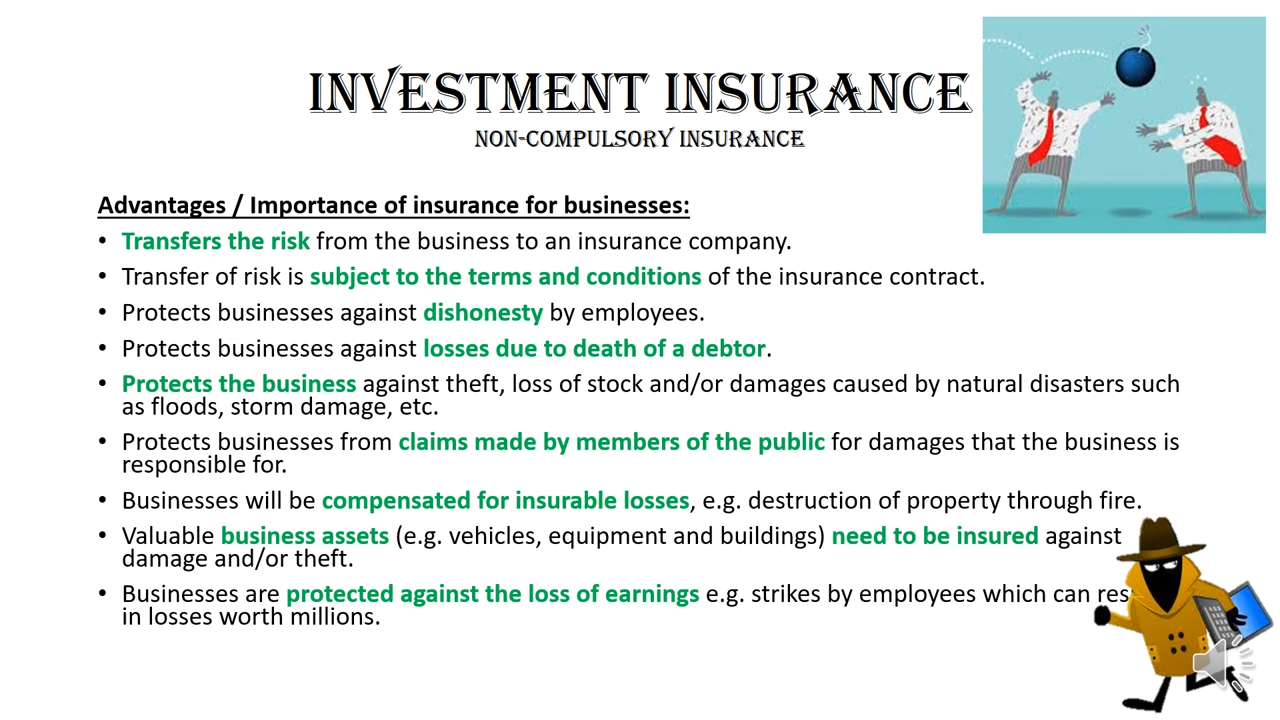 INVESTMENT INSURANCE
NON-COMPULSORY INSURANCE
Advantages / Importance of insurance for businesses:
• Transfers the risk from the business to an insurance company.
• Transfer of risk is subject to the terms and conditions of the insurance contract.
• Protects businesses against dishonesty by employees.
• Protects businesses against losses due to death of a debtor.
• Protects the business against theft, loss of stock and/or damages caused by natural disasters such
as floods, storm damage, etc.
• Protects businesses from claims made by members of the public for damages that the business is
responsible for.
• Businesses will be compensated for insurable losses, e.g. destruction of property through fire.
• Valuable business assets (e.g. vehicles, equipment and buildings) need to be insured against
damage and/or theft.
• Businesses are protected against the loss of earnings e.g. strikes by employees which can
in losses worth millions.